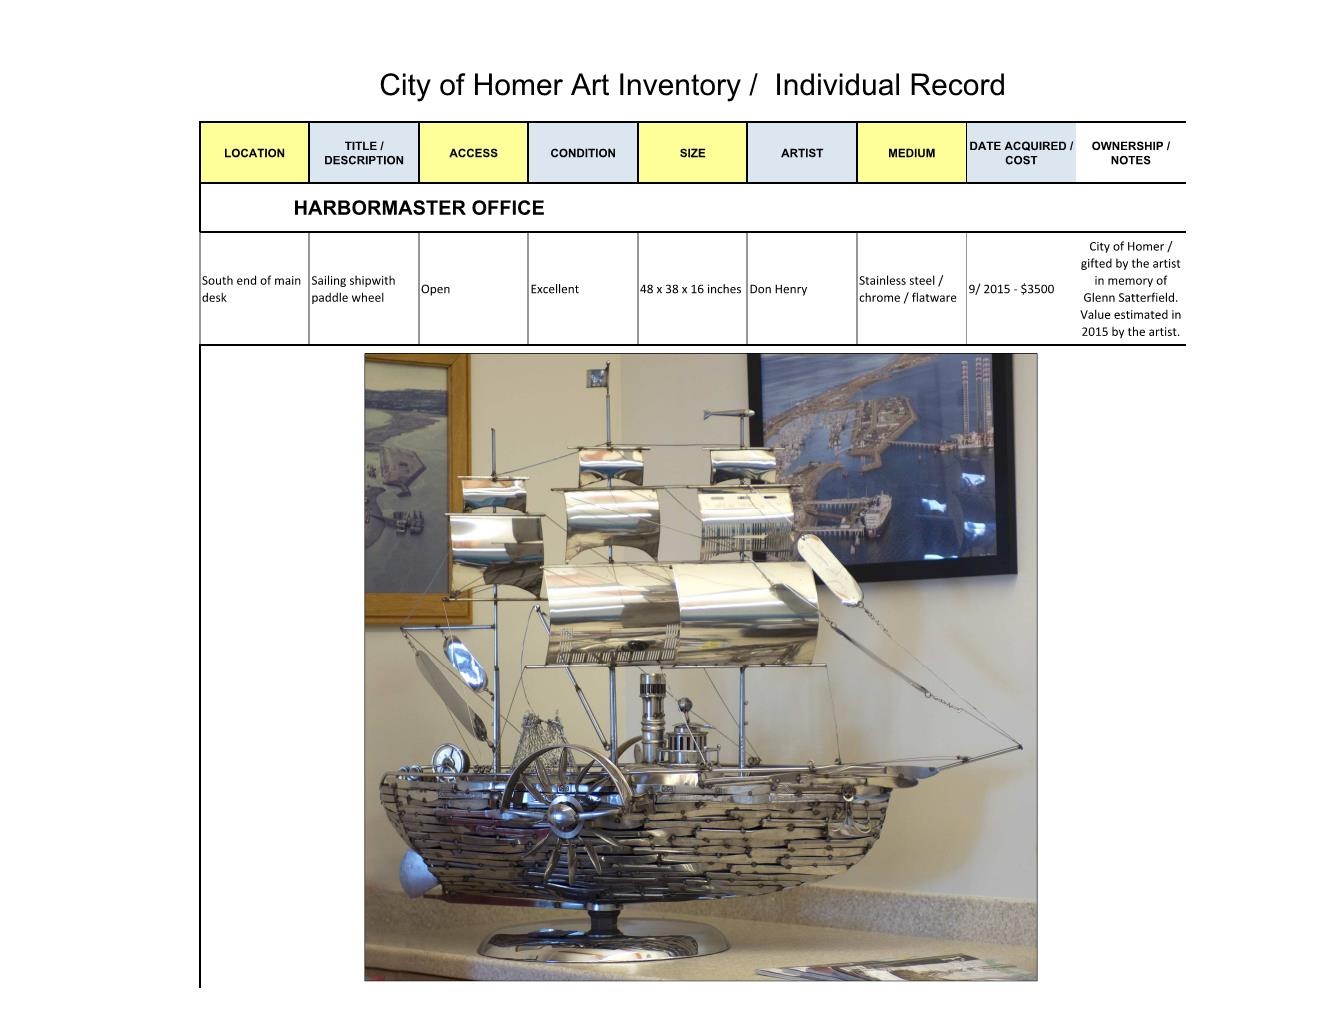 City of Homer Art Inventory /  Individual Record
LOCATION
TITLE /
DESCRIPTION
ACCESS
CONDITION
SIZE
ARTIST
MEDIUM
DATE ACQUIRED /
COST
OWNERSHIP /
NOTES
HARBORMASTER OFFICE
South end of main
desk
Sailing shipwith
paddle wheel
Open
Excellent
48 x 38 x 16 inches
Don Henry
Stainless steel /
chrome / flatware
9/ 2015 - $3500
City of Homer /
gifted by the artist
in memory of
Glenn Satterfield.
Value estimated in
2015 by the artist.